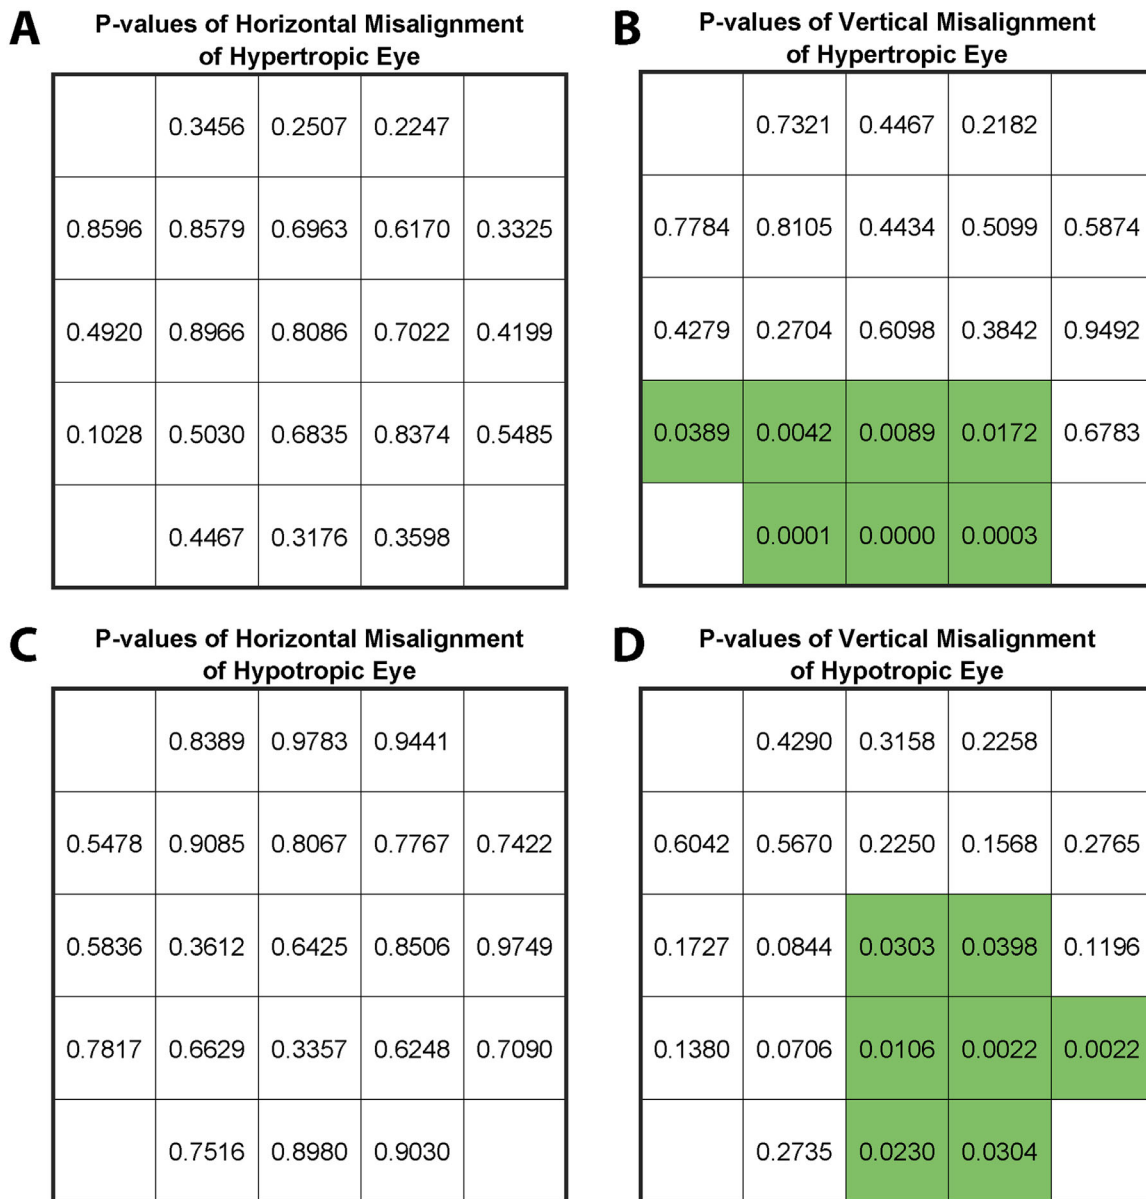 A P-values of Horizontal Misalignment
of Hypertropic Eye
0.3456 0.2507 0.2247
0.8596 0.8579 0.6963 0.6170 0.3325
0.4920 0.8966 0.8086 0.7022 0.4199
0.1028 0.5030 0.6835 0.8374 0.5485
0.4467 0.3176 0.3598
B P-values of Vertical Misalignment
of Hypertropic Eye
0.7321 0.4467 0.2182
0.7784 0.8105 0.4434 0.5099 0.5874
0.4279 0.2704 0.6098 0.3842 0.9492
0.0389 0.0042 0.0089 0.0172 0.6783
0.0001 0.0000 0.0003
C P-values of Horizontal Misalignment
of Hypotropic Eye
0.8389 0.9783 0.9441
0.5478 0.9085 0.8067 0.7767 0.7422
0.5836 0.3612 0.6425 0.8506 0.9749
0.7817 0.6629 0.3357 0.6248 0.7090
0.7516 0.8980 0.9030
D P-values of Vertical Misalignment
of Hypotropic Eye
0.4290 0.3158 0.2258
0.6042 0.5670 0.2250 0.1568 0.2765
0.1727 0.0844 0.0303 0.0398 0.1196
0.1380 0.0706 0.0106 0.0022 0.0022
0.2735 0.0230 0.0304